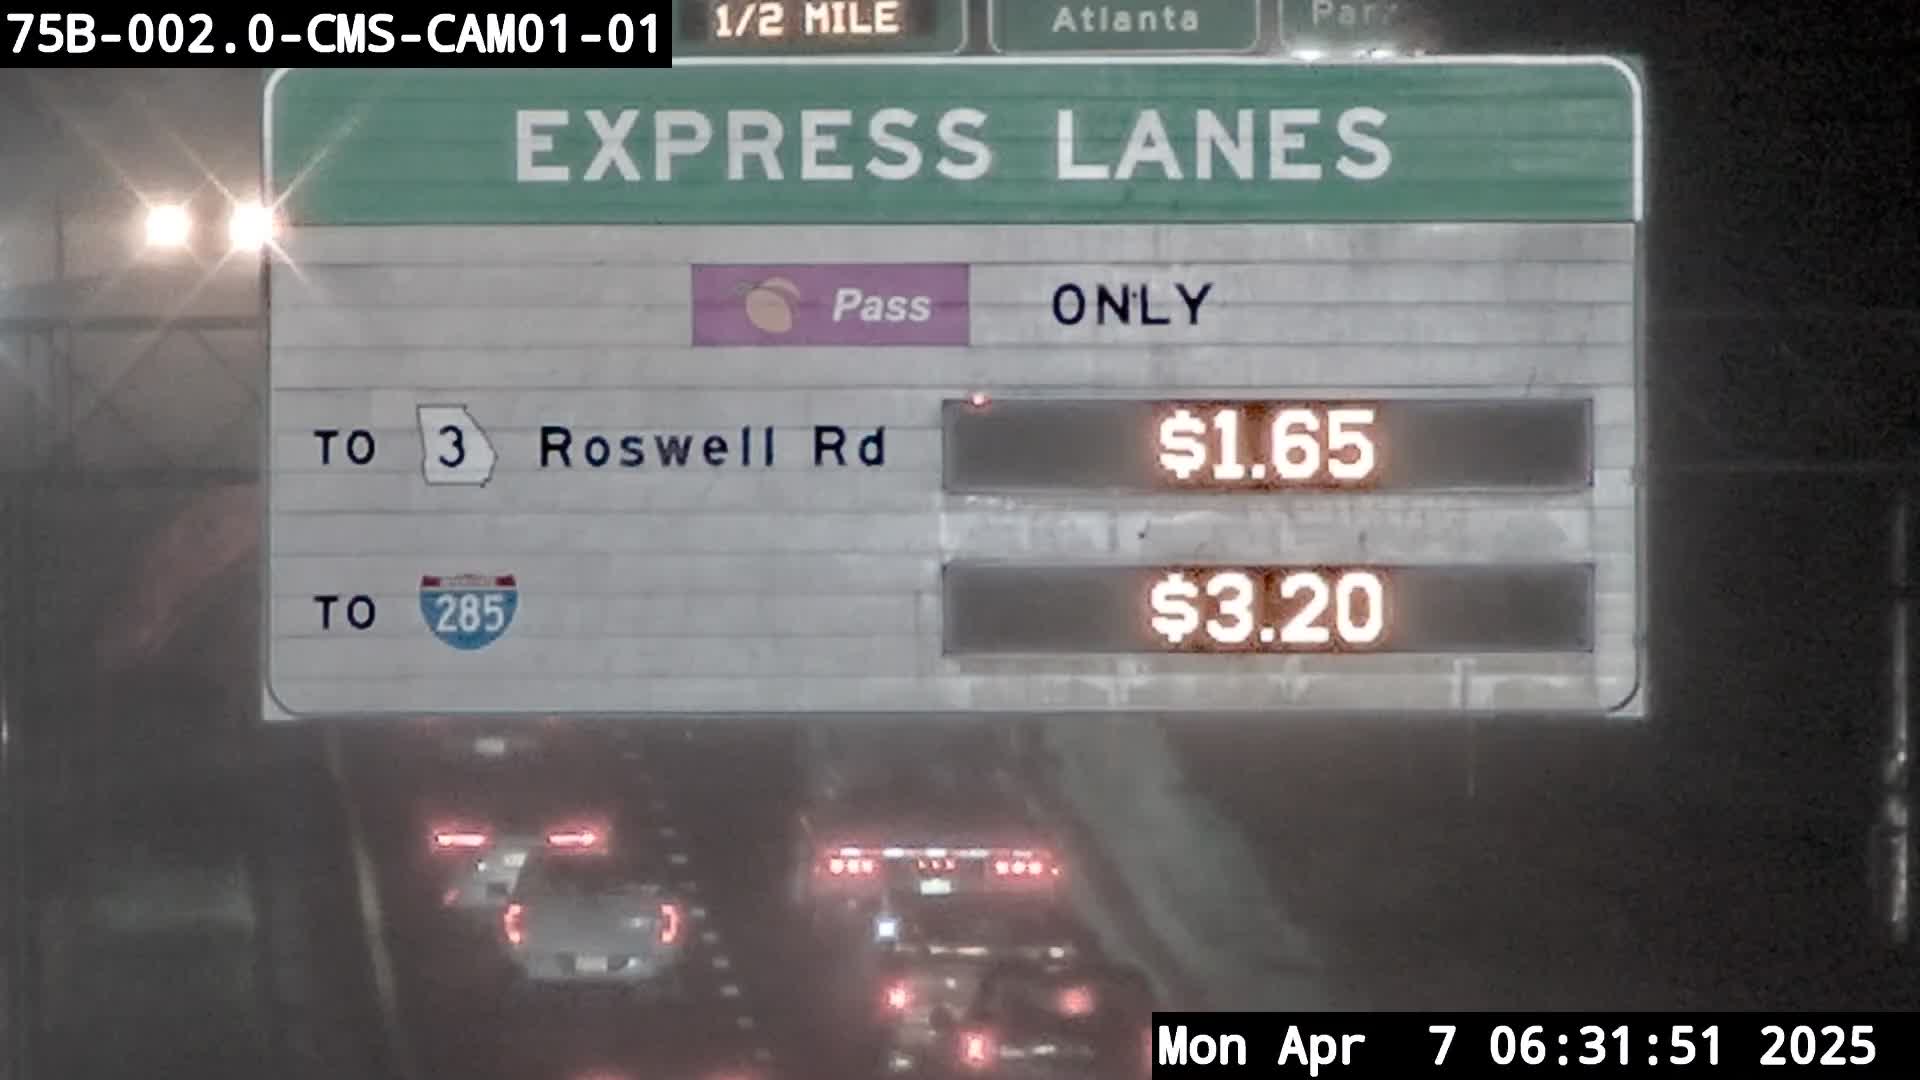 75B-002.0-CMS-CAM01-01
1/2 MILE
Atlanta
EXPRESS LANES
Pass ONLY
TO 3 Roswell Rd $1.65
TO 285 $3.20
Mon Apr 7 06:31:51 2025